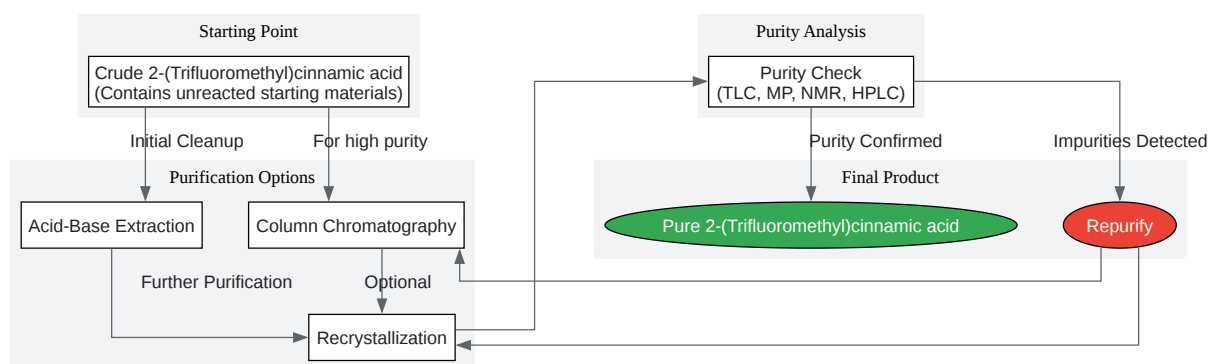 Starting Point
Crude 2-(Trifluoromethyl)cinnamic acid
(Contains unreacted starting materials)
Initial Cleanup
For high purity
Purification Options
Acid-Base Extraction
Column Chromatography
Further Purification
Optional
Recrystallization
Purity Analysis
Purity Check
(TLC, MP, NMR, HPLC)
Purity Confirmed
Impurities Detected
Final Product
Pure 2-(Trifluoromethyl)cinnamic acid
Repurify